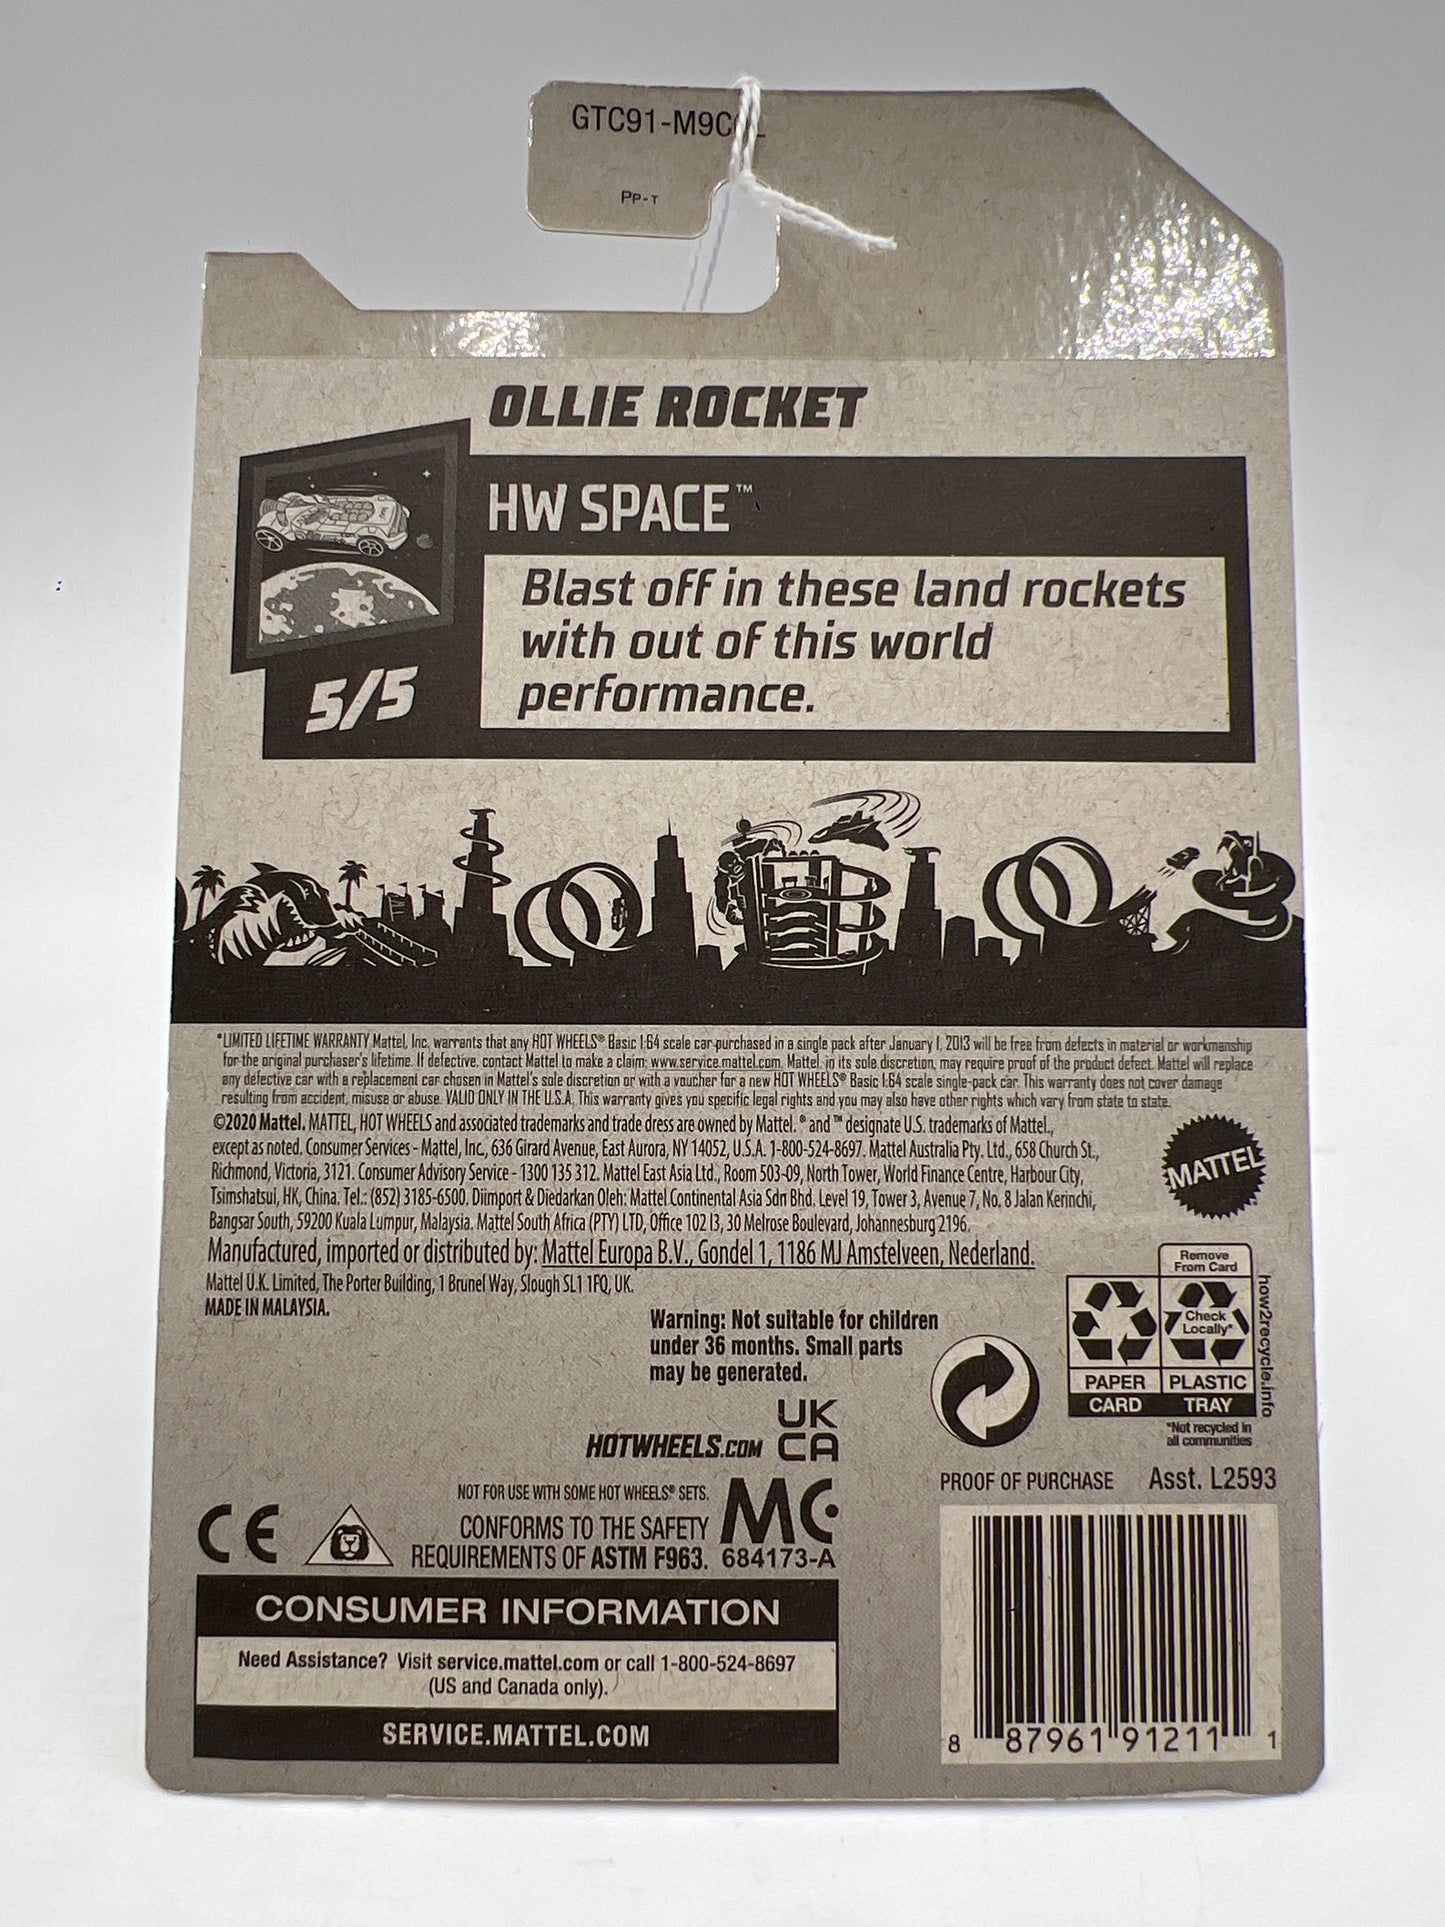 GTC91-M9C
PP-T
OLLIE ROCKET
HW SPACE™
Blast off in these land rockets
with out of this world
performance.
5/5
*LIMITED LIFETIME WARRANTY Mattel, Inc. warrants that any HOT WHEELS® Basic 1:64 scale car purchased in a single pack after January 1, 2013 will be free from defects in material or workmanship
for the original purchaser's lifetime. If defective, contact Mattel to make a claim: www.service.mattel.com. Mattel, in its sole discretion, may require proof of the product defect. Mattel will replace
any defective car with a replacement car chosen in Mattel's sole discretion or with a voucher for a new HOT WHEELS® Basic 1:64 scale single-pack car. This warranty does not cover damage
resulting from accident, misuse or abuse. VALID ONLY IN THE U.S.A. This warranty gives you specific legal rights and you may also have other rights which vary from state to state.
©2020 Mattel. MATTEL, HOT WHEELS and associated trademarks and trade dress are owned by Mattel. ® and ™ designate U.S. trademarks of Mattel.,
except as noted. Consumer Services - Mattel, Inc., 636 Girard Avenue, East Aurora, NY 14052, U.S.A. 1-800-524-8697. Mattel Australia Pty. Ltd., 658 Church St.,
Richmond, Victoria, 3121. Consumer Advisory Service - 1300 135 312. Mattel East Asia Ltd., Room 503-09, North Tower, World Finance Centre, Harbour City,
Tsimshatsui, HK, China. Tel.: (852) 3185-6500. Diimport & Diedarkan Oleh: Mattel Continental Asia Sdn Bhd. Level 19, Tower 3, Avenue 7, No. 8 Jalan Kerinchi,
Bangsar South, 59200 Kuala Lumpur, Malaysia. Mattel South Africa (PTY) LTD, Office 102 I3, 30 Melrose Boulevard, Johannesburg 2196.
MATTEL
Manufactured, imported or distributed by: Mattel Europa B.V., Gondel 1, 1186 MJ Amstelveen, Nederland.
Mattel U.K. Limited, The Porter Building, 1 Brunel Way, Slough SL1 1FQ, UK.
MADE IN MALAYSIA.
Warning: Not suitable for children
under 36 months. Small parts
may be generated.
Remove
From Card
Check
Locally*
PAPER
PLASTIC
CARD
TRAY
how2recycle.info
*Not recycled in
all communities
HOTWHEELS.COM
UK
CA
NOT FOR USE WITH SOME HOT WHEELS® SETS.
CE
CONFORMS TO THE SAFETY
REQUIREMENTS OF ASTM F963.
MC
684173-A
PROOF OF PURCHASE
Asst. L2593
CONSUMER INFORMATION
Need Assistance? Visit service.mattel.com or call 1-800-524-8697
(US and Canada only).
SERVICE.MATTEL.COM
8 87961 91211 1